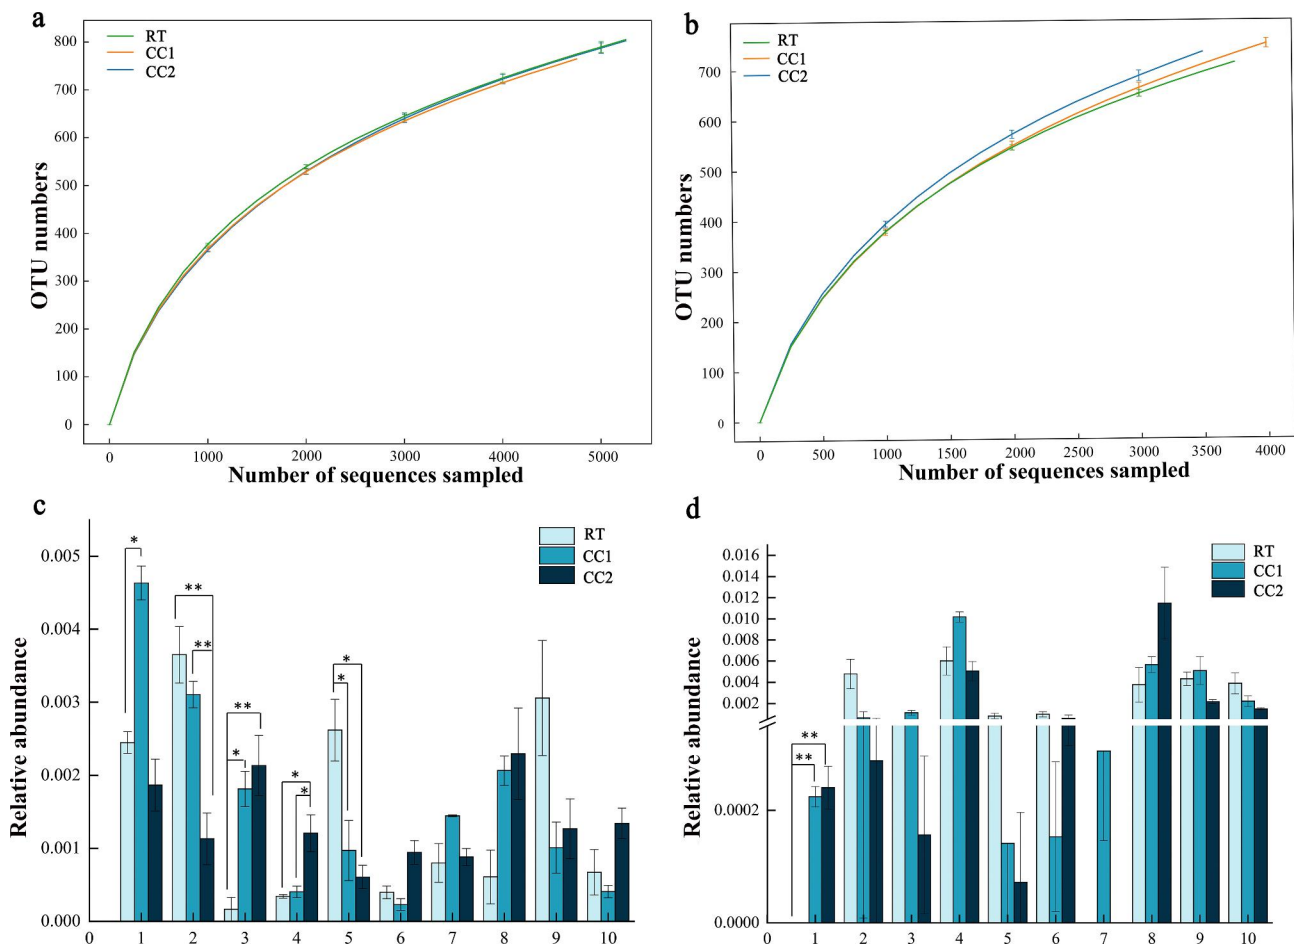 a
RT
CC1
CC2
800
700
600
500
400
300
200
100
0
OTU numbers
0 1000 2000 3000 4000 5000
Number of sequences sampled
b
RT
CC1
CC2
700
600
500
400
300
200
100
0
OTU numbers
0 500 1000 1500 2000 2500 3000 3500 4000
Number of sequences sampled
c
RT
CC1
CC2
0.005
0.004
0.003
0.002
0.001
0.000
Relative abundance
*
**
**
**
*
*
*
*
*
0 1 2 3 4 5 6 7 8 9 10
d
RT
CC1
CC2
0.016
0.014
0.012
0.010
0.008
0.006
0.004
0.002
0.0002
0.0000
Relative abundance
**
**
0 1 2 3 4 5 6 7 8 9 10